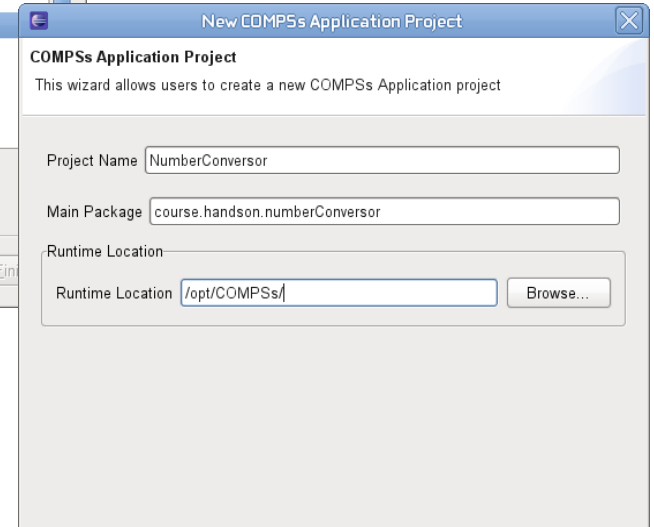 New COMPSs Application Project
COMPSs Application Project
This wizard allows users to create a new COMPSs Application project
Project Name NumberConversor
Main Package course.handson.numberConversor
Runtime Location
Runtime Location /opt/COMPSs/ Browse...